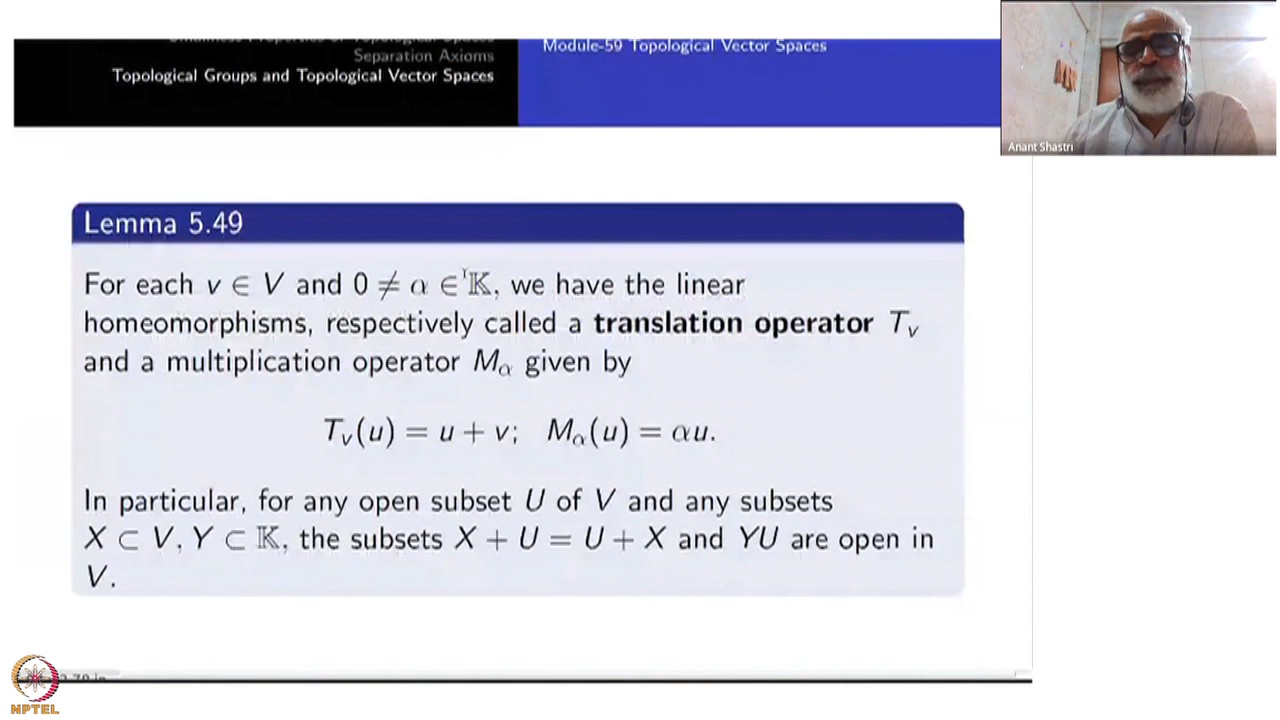 Separation Axioms
Topological Groups and Topological Vector Spaces
Module-59 Topological Vector Spaces
Anant Shastri
Lemma 5.49
For each v ∈ V and 0 ≠ α ∈ 𝕂, we have the linear
homeomorphisms, respectively called a translation operator Tᵥ
and a multiplication operator M_α given by
Tᵥ(u) = u + v; M_α(u) = αu.
In particular, for any open subset U of V and any subsets
X ⊂ V, Y ⊂ 𝕂, the subsets X + U = U + X and YU are open in
V.
NPTEL